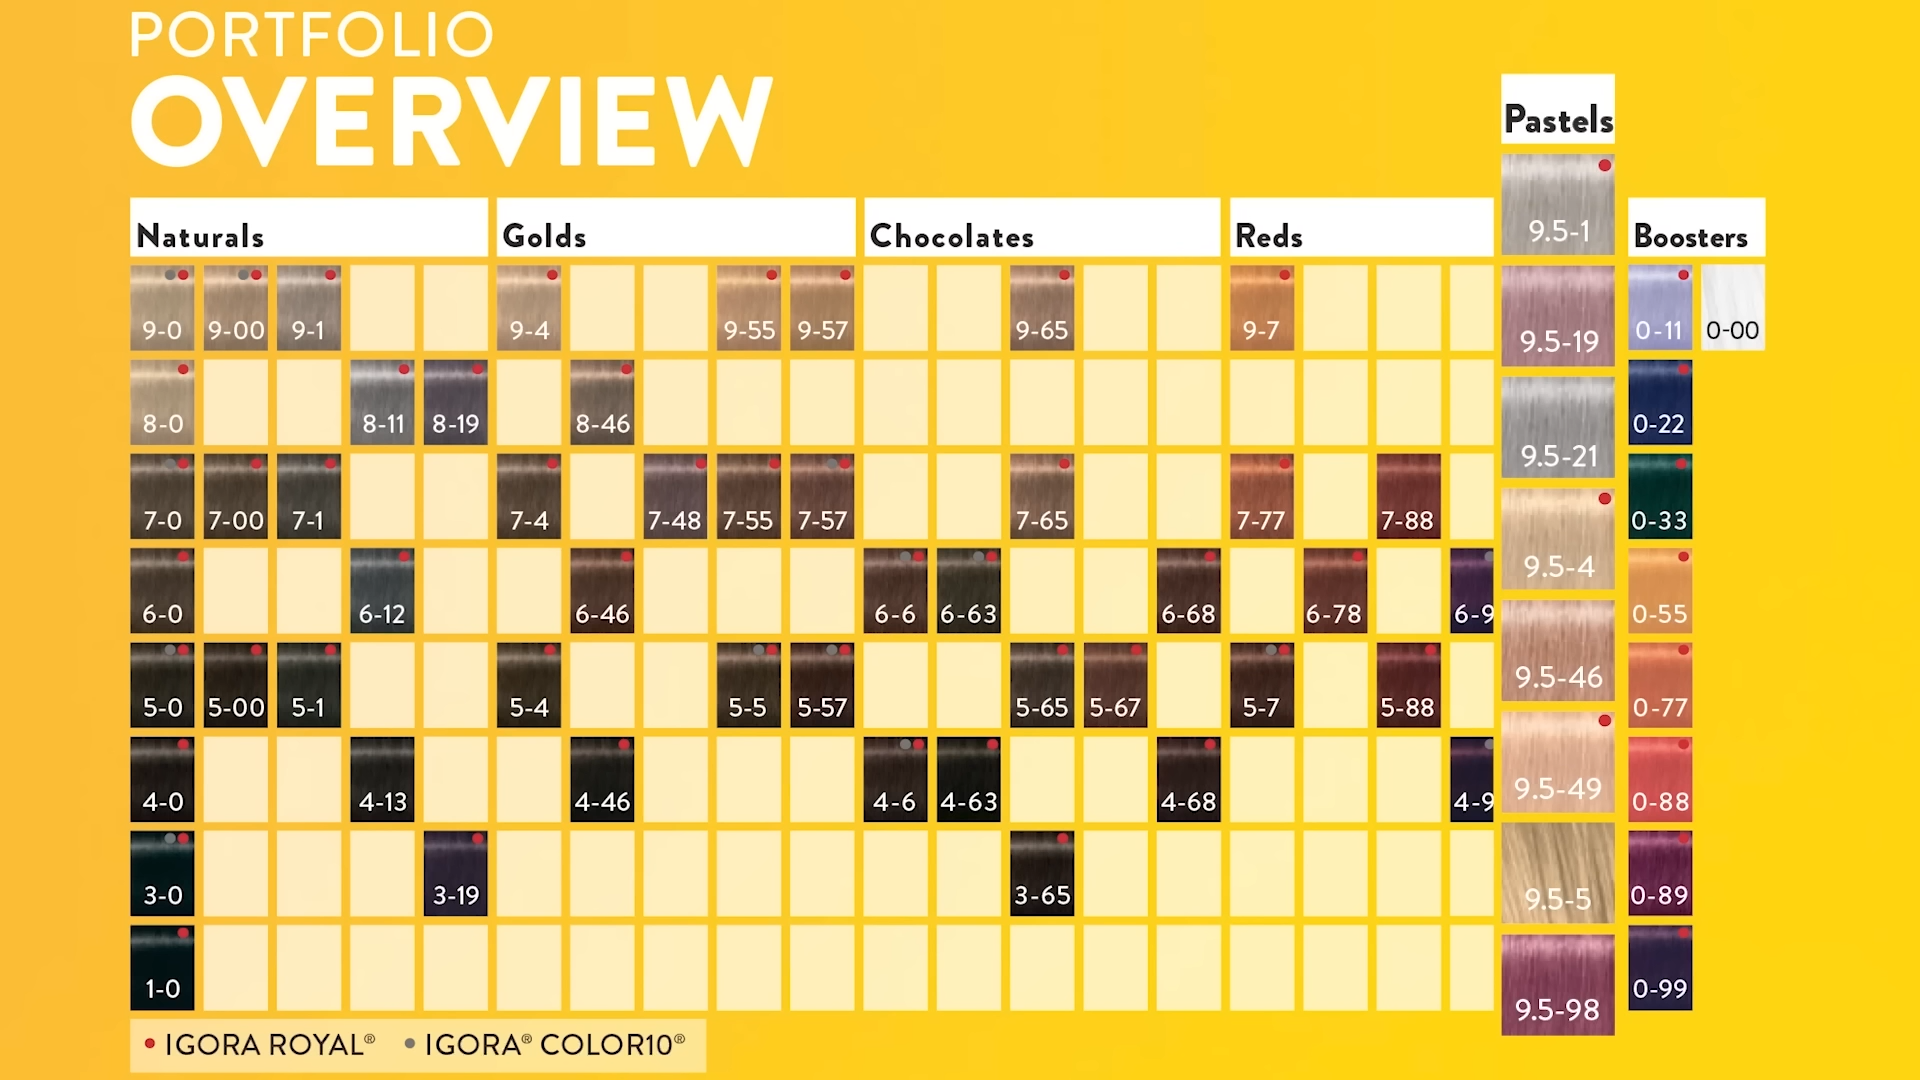 PORTFOLIO
OVERVIEW
Naturals Golds Chocolates Reds Pastels Boosters
9-0 9-00 9-1 9-4 9-55 9-57 9-65 9-7
8-0 8-11 8-19 8-46
7-0 7-00 7-1 7-4 7-48 7-55 7-57 7-65 7-77 7-88
6-0 6-12 6-46 6-6 6-63 6-68 6-78 6-9
5-0 5-00 5-1 5-4 5-5 5-57 5-65 5-67 5-7 5-88
4-0 4-13 4-46 4-6 4-63 4-68 4-9
3-0 3-19 3-65
1-0
9.5-1
9.5-19
9.5-21
9.5-4
9.5-46
9.5-49
9.5-5
9.5-98
0-11 0-00
0-22
0-33
0-55
0-77
0-88
0-89
0-99
• IGORA ROYAL® • IGORA® COLOR10®